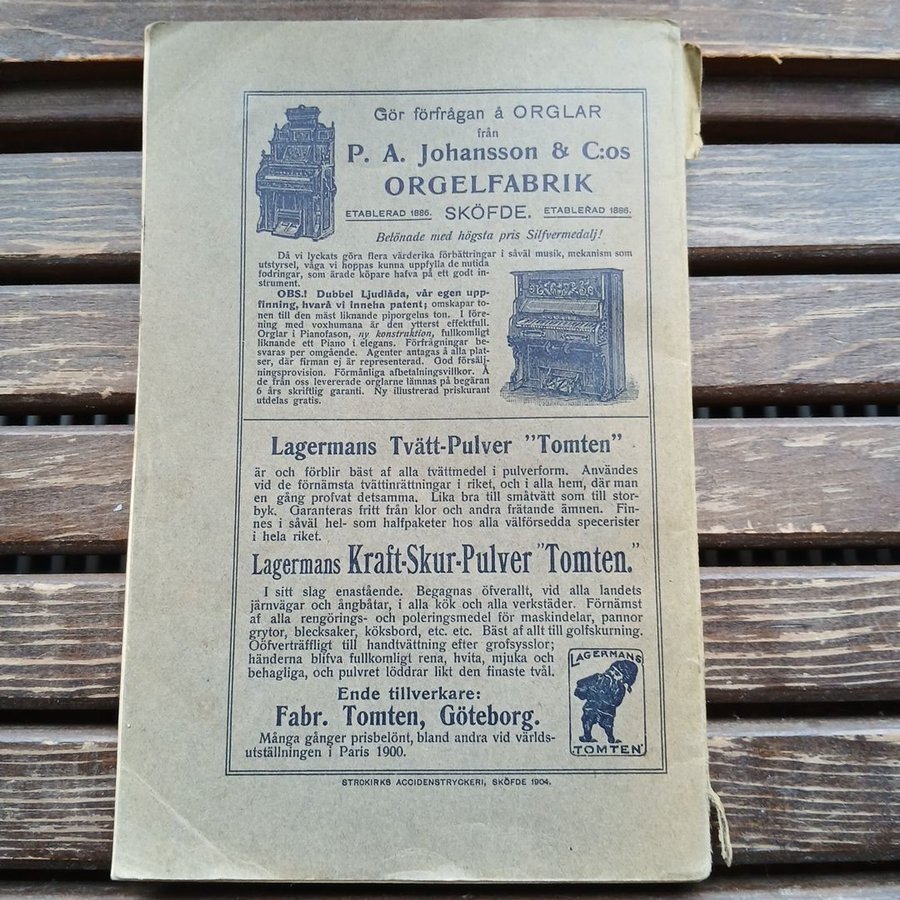 Gör förfrågan å ORGLAR
från
P. A. Johansson & C:os
ORGELFABRIK
ETABLERAD 1886. SKÖFDE. ETABLERAD 1886.
Belönade med högsta pris Silfvermedalj!
Då vi lyckats göra flera värderika förbättringar i såväl musik, mekanism som
utstyrsel, våga vi hoppas kunna uppfylla de nutida
fodringar, som ärade köpare hafva på ett godt in-
strument.
OBS.! Dubbel Ljudlåda, vår egen upp-
finning, hvarå vi inneha patent; omskapar to-
nen till den mäst liknande piporgelus ton. I före-
ning med voxhumana är den ytterst effektfull.
Orglar i Pianofason, ny konstruktion, fullkomligt
liknande ett Piano i elegans. Förfrågningar be-
svaras per omgående. Agenter antagas å alla plat-
ser, där firman ej är representerad. God försälj-
ningsprovision. Förmånliga afbetalningsvillkor. Å
de från oss levererade orglarne lämnas på begäran
6 års skriftlig garanti. Ny illustrerad priskurant
utdelas gratis.
Lagermans Tvätt-Pulver "Tomten"
är och förblir bäst af alla tvättmedel i pulverform. Användes
vid de förnämsta tvättinrättningar i riket, och i alla hem, där man
en gång profvat detsamma. Lika bra till småtvätt som till stor-
byk. Garanteras fritt från klor och andra frätande ämnen. Fin-
nes i såväl hel- som halfpaketer hos alla välförsedda specerister
i hela riket.
Lagermans Kraft-Skur-Pulver "Tomten."
I sitt slag enastående. Begagnas öfverallt, vid alla landets
järnvägar och ångbåtar, i alla kök och alla verkstäder. Förnämst
af alla rengörings- och poleringsmedel för maskindelar, pannor
grytor, blecksaker, köksbord, etc. etc. Bäst af allt till golfskurning.
Oöfverträffligt till handtvättning efter grofsysslor;
händerna blifva fullkomligt rena, hvita, mjuka och
behagliga, och pulvret löddrar likt den finaste tvål.
LAGERMANS
TOMTEN
Ende tillverkare:
Fabr. Tomten, Göteborg.
Många gånger prisbelönt, bland andra vid världs-
utställningen i Paris 1900.
STROKIRKS ACCIDENSTRYCKERI, SKÖFDE 1904.